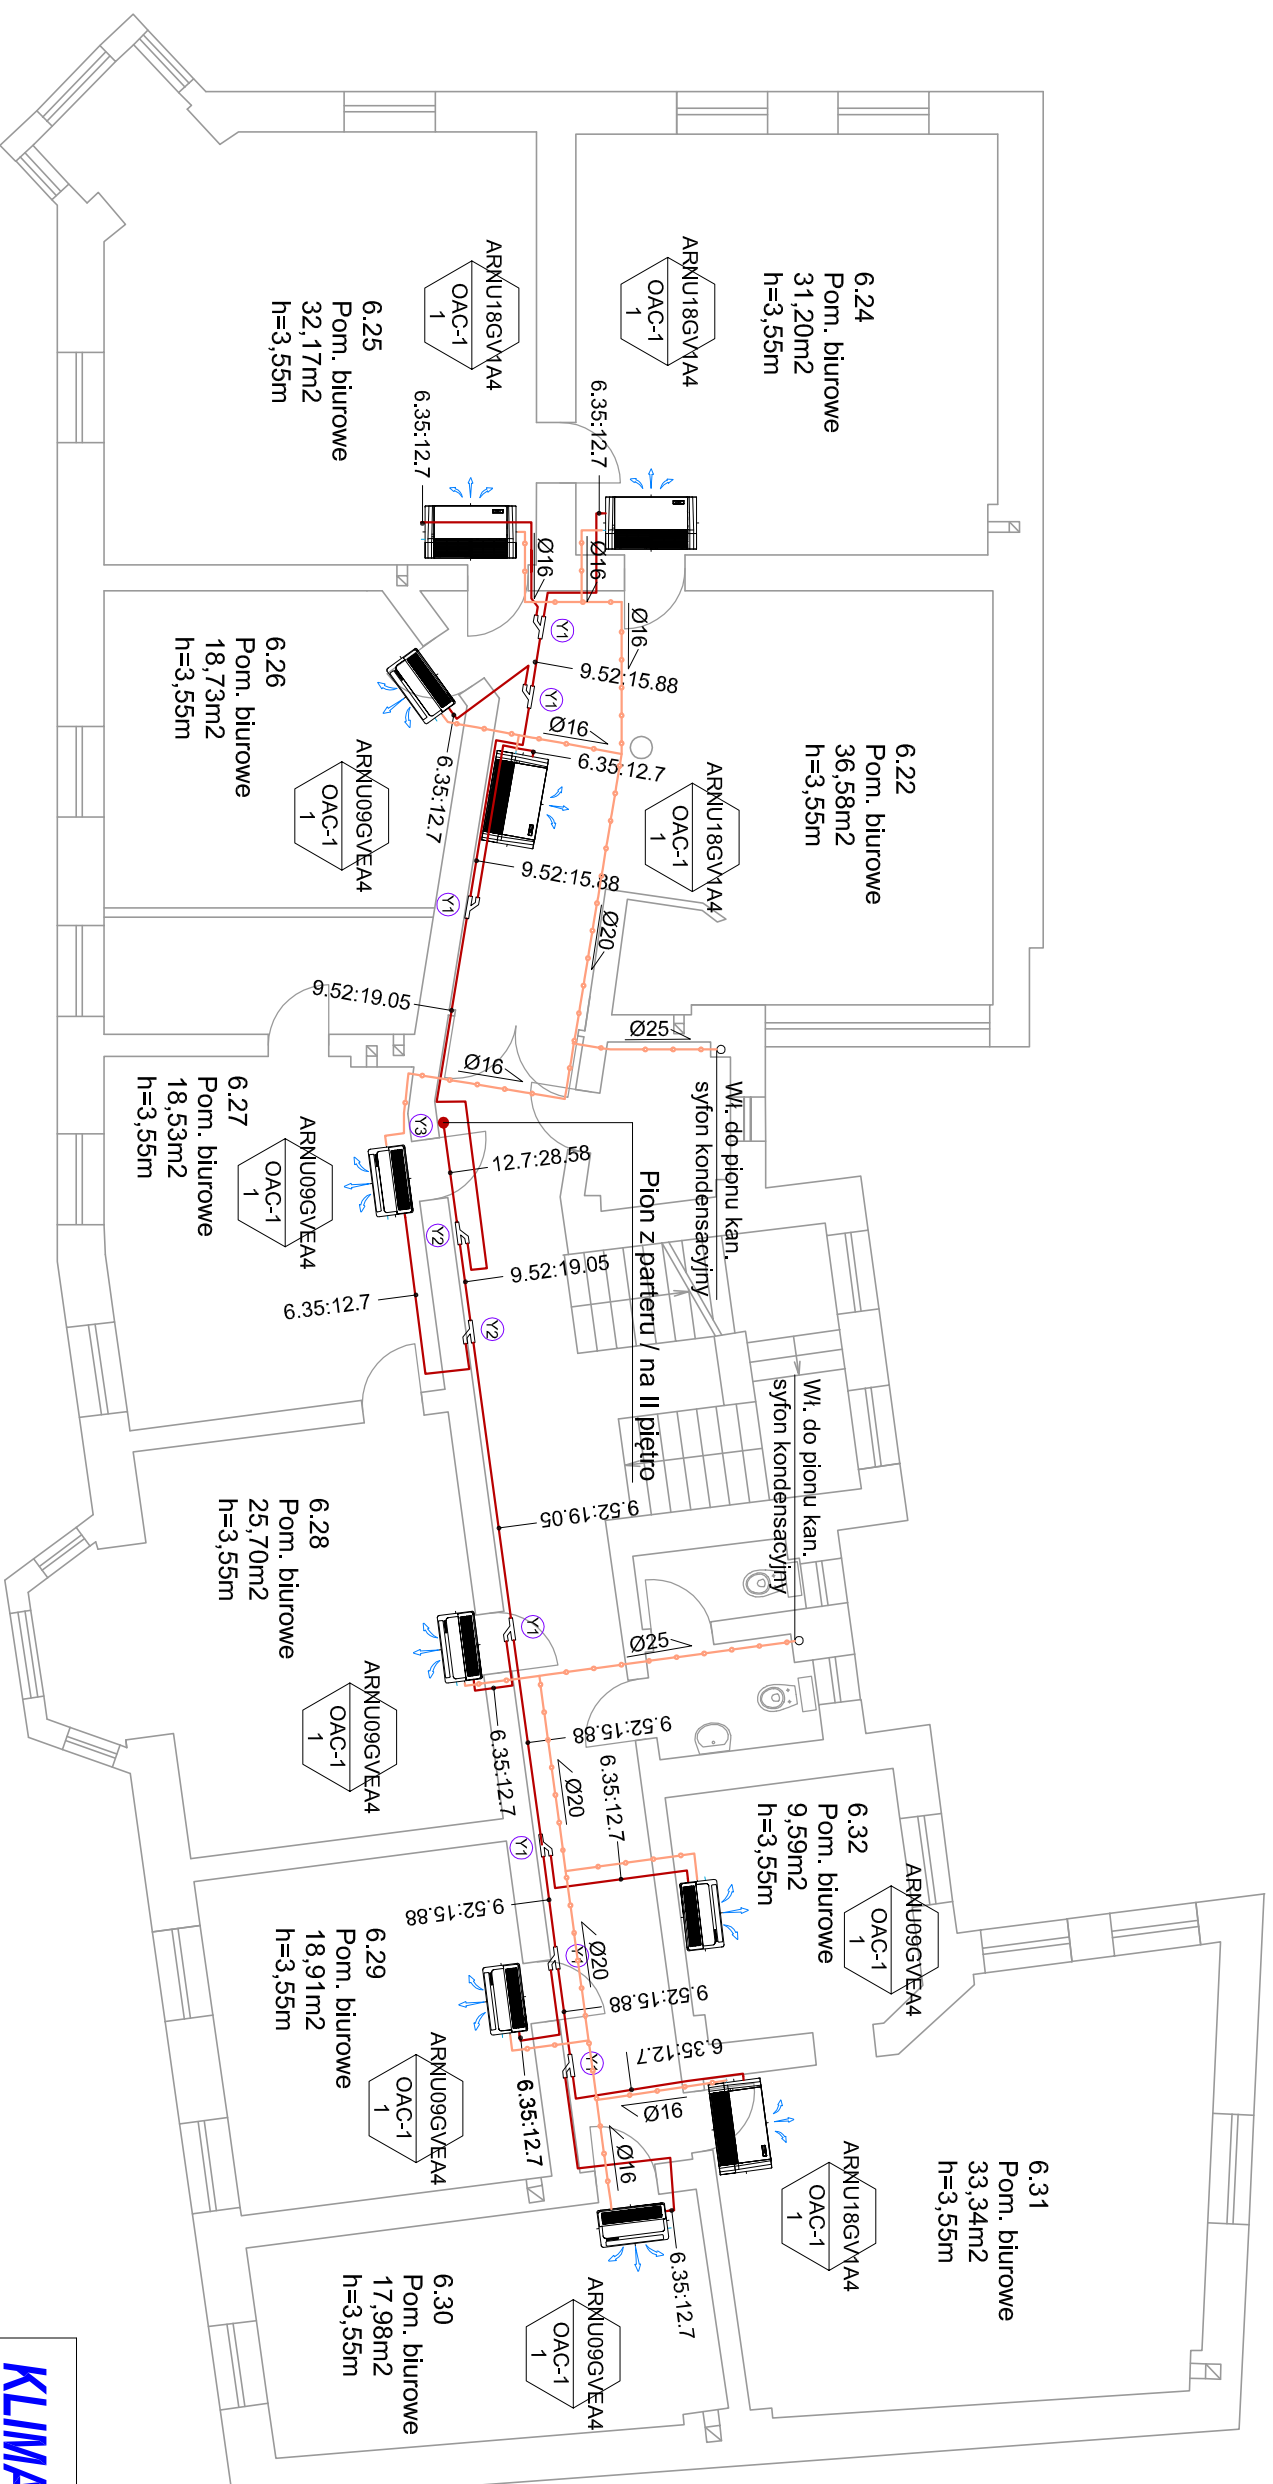 6.24
Pom. biurowe
31,20m2
h=3,55m
ARNU18GV1A4
OAC-1
1
6.35:12.7
6.25
Pom. biurowe
32,17m2
h=3,55m
ARNU18GV1A4
OAC-1
1
6.35:12.7
Ø16
Ø16
Ø16
Y1
9.52:15.88
Y1
Ø16
6.35:12.7
6.22
Pom. biurowe
36,58m2
h=3,55m
ARNU18GV1A4
OAC-1
1
6.26
Pom. biurowe
18,73m2
h=3,55m
ARNU09GVEA4
OAC-1
1
6.35:12.7
9.52:15.88
Y1
Ø20
9.52:19.05
Ø25
Ø16
Wł. do pionu kan.
syfon kondensacyjny
6.27
Pom. biurowe
18,53m2
h=3,55m
ARNU09GVEA4
OAC-1
1
Y3
12.7:28.58
Pion z parteru / na II piętro
Y2
9.52:19.05
6.35:12.7
Y2
Wł. do pionu kan.
syfon kondensacyjny
9.52:19.05
6.28
Pom. biurowe
25,70m2
h=3,55m
ARNU09GVEA4
OAC-1
1
Y1
Ø25
6.35:12.7
9.52:15.88
Ø20
6.35:12.7
6.32
Pom. biurowe
9,59m2
h=3,55m
ARNU09GVEA4
OAC-1
1
Y1
9.52:15.88
6.29
Pom. biurowe
18,91m2
h=3,55m
ARNU09GVEA4
OAC-1
1
Y1
Ø20
9.52:15.88
6.35:12.7
6.35:12.7
Y1
Ø16
Ø16
6.31
Pom. biurowe
33,34m2
h=3,55m
ARNU18GV1A4
OAC-1
1
6.35:12.7
6.30
Pom. biurowe
17,98m2
h=3,55m
ARNU09GVEA4
OAC-1
1
KLIMA